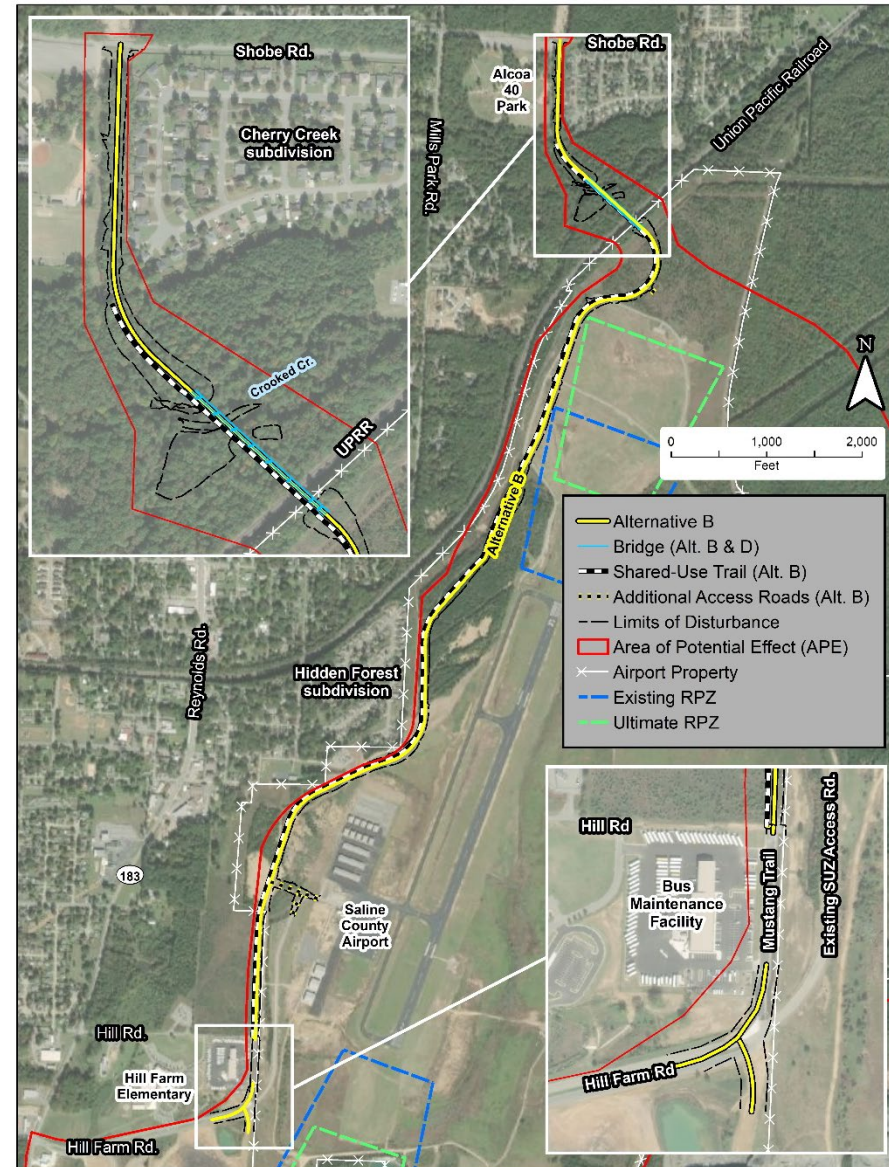 Shobe Rd.
Cherry Creek
subdivision
Crooked Cr.
UPRR
Shobe Rd.
Alcoa
40
Park
Mills Park Rd.
Union Pacific Railroad
N
0 1,000 2,000
Feet
Alternative B
Alternative B
Bridge (Alt. B & D)
Shared-Use Trail (Alt. B)
Additional Access Roads (Alt. B)
Limits of Disturbance
Area of Potential Effect (APE)
Airport Property
Existing RPZ
Ultimate RPZ
Reynolds Rd.
Hidden Forest
subdivision
183
Saline
County
Airport
Hill Rd.
Hill Farm
Elementary
Hill Farm Rd.
Hill Rd
Bus
Maintenance
Facility
Mustang Trail
Existing SUZ Access Rd.
Hill Farm Rd